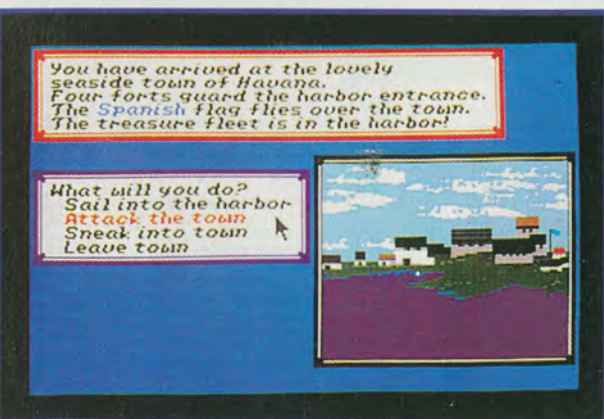 You have arrived at the lovely
seaside town of Havana.
Four forts guard the harbor entrance.
The Spanish flag flies over the town.
The treasure fleet is in the harbor!
What will you do?
Sail into the harbor
Attack the town
Sneak into town
Leave town